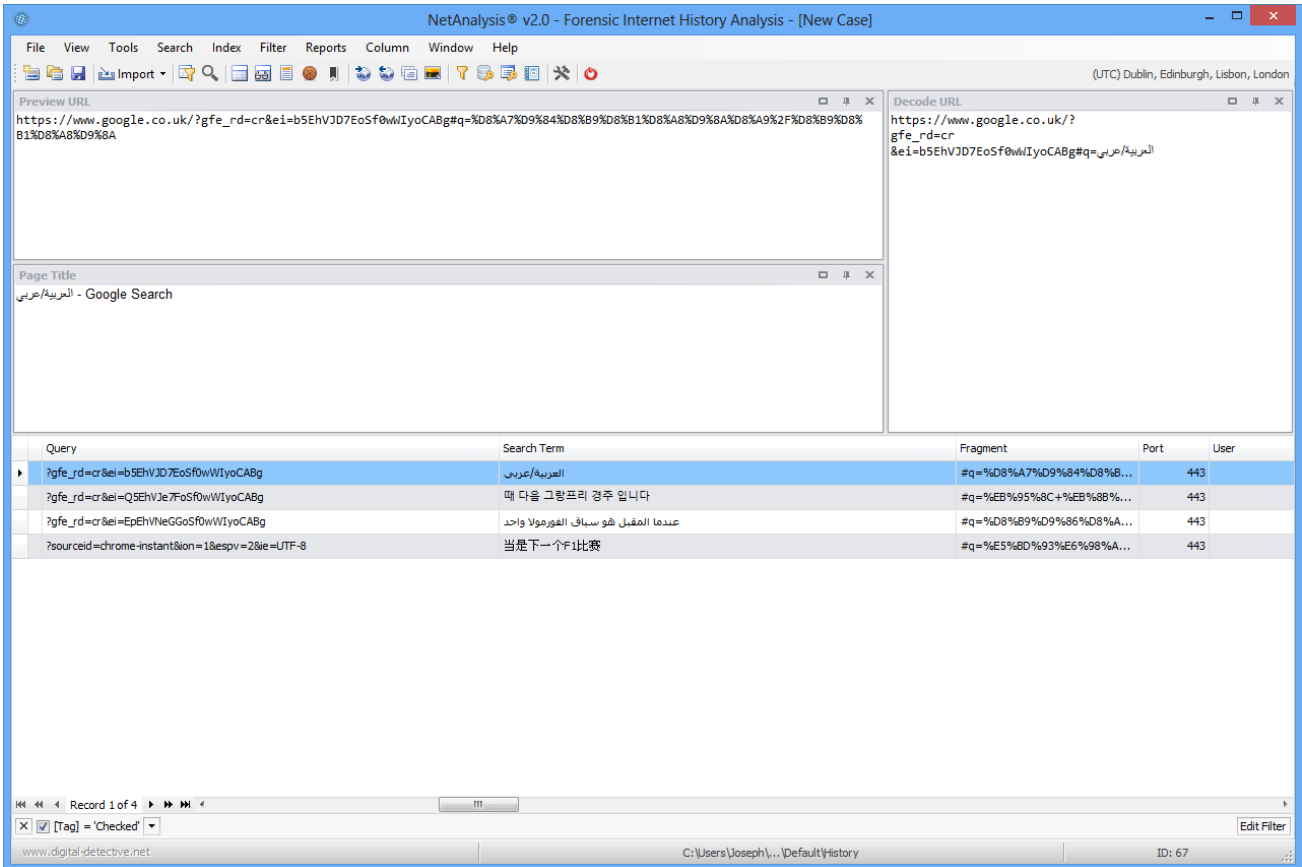 NetAnalysis® v2.0 - Forensic Internet History Analysis - [New Case]
File View Tools Search Index Filter Reports Column Window Help
Import
(UTC) Dublin, Edinburgh, Lisbon, London
Preview URL
https://www.google.co.uk/?gfe_rd=cr&ei=b5EhVJD7EoSf0wWIyoCABg#q=%D8%A7%D9%84%D8%B9%D8%B1%D8%A8%D9%8A%D8%A9%2F%D8%B9%D8%
B1%D8%A8%D9%8A
Decode URL
https://www.google.co.uk/?
gfe_rd=cr
&ei=b5EhVJD7EoSf0wWIyoCABg#q=العربية/عربي
Page Title
العربية/عربي - Google Search
Query Search Term Fragment Port User
?gfe_rd=cr&ei=b5EhVJD7EoSf0wWIyoCABg العربية/عربي #q=%D8%A7%D9%84%D8%B... 443
?gfe_rd=cr&ei=Q5EhVJe7FoSf0wWIyoCABg 때 다음 그랑프리 경주 입니다 #q=%EB%95%8C+%EB%8B%... 443
?gfe_rd=cr&ei=EpEhVNeGGoSf0wWIyoCABg عندما المقبل هو سباق الفورمولا واحد #q=%D8%B9%D9%86%D8%A... 443
?sourceid=chrome-instant&ion=1&espv=2&ie=UTF-8 当是下一个F1比赛 #q=%E5%BD%93%E6%98%A... 443
Record 1 of 4
[Tag] = 'Checked'
Edit Filter
www.digital-detective.net C:\Users\Joseph\...\Default\History ID: 67